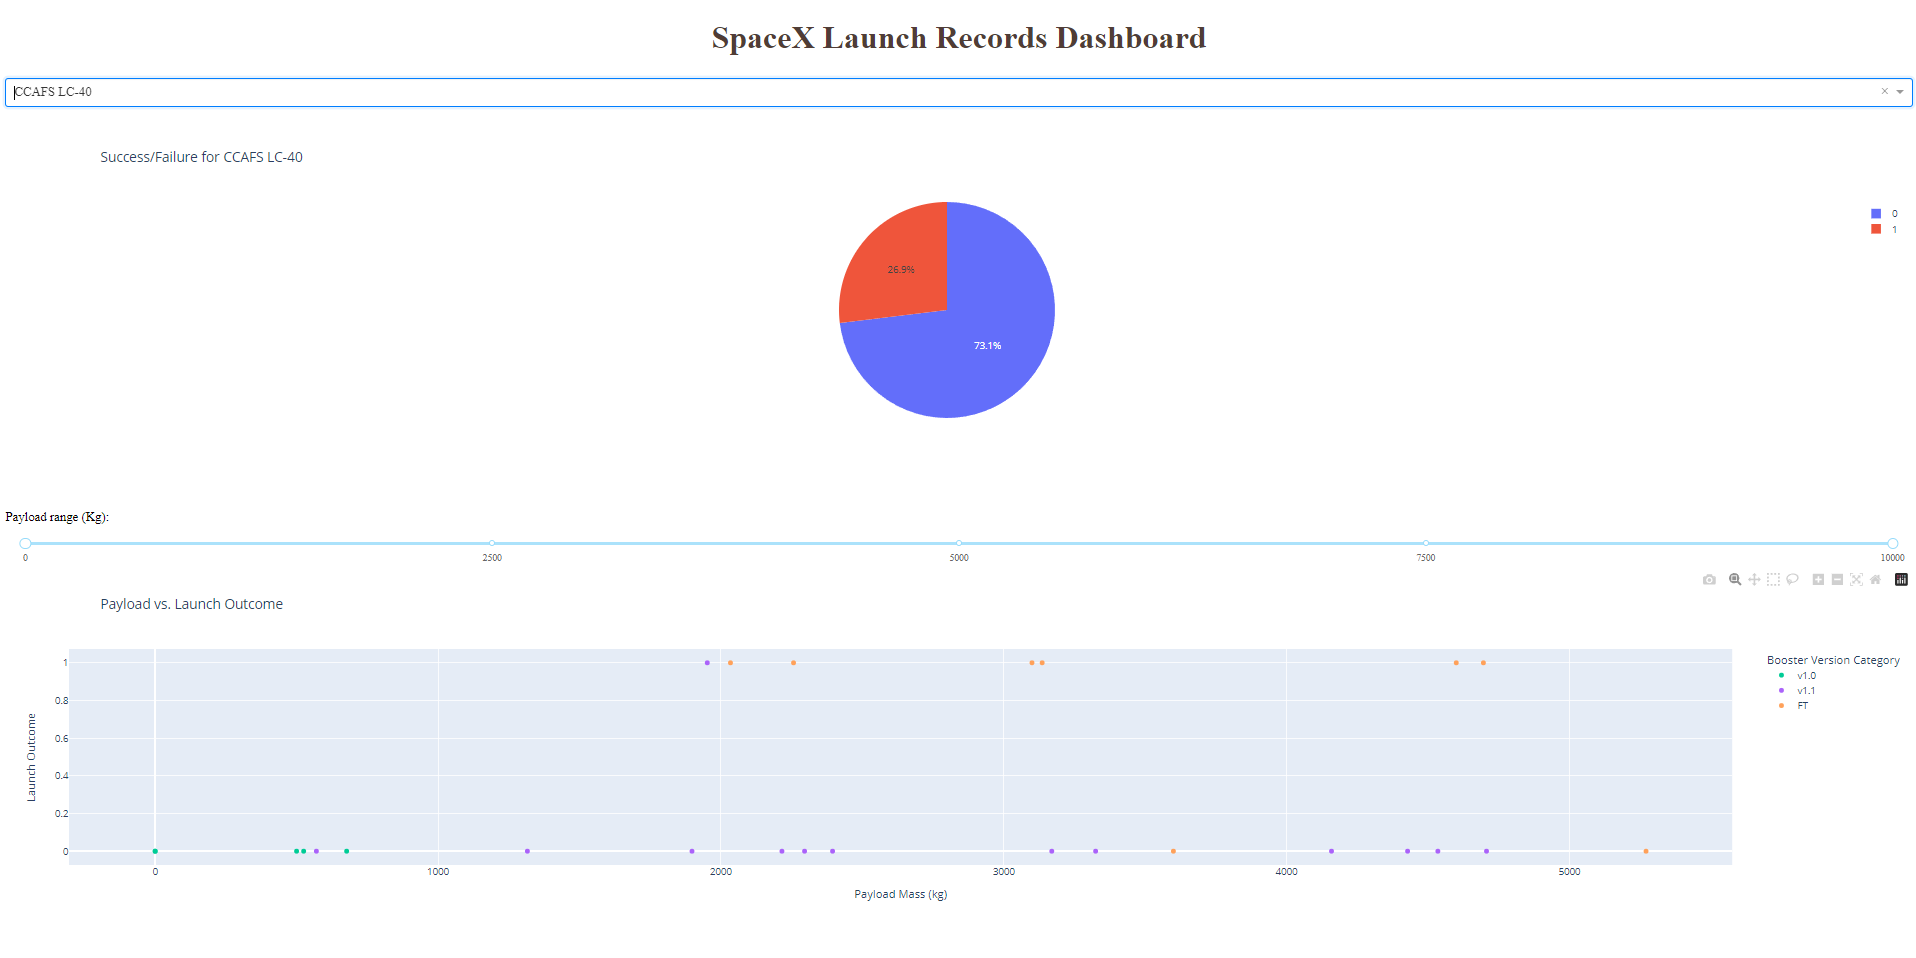 SpaceX Launch Records Dashboard
CCAFS LC-40
Success/Failure for CCAFS LC-40
0
1
26.9%
73.1%
Payload range (Kg):
0 2500 5000 7500 10000
Payload vs. Launch Outcome
Booster Version Category
v1.0
v1.1
FT
Launch Outcome
1
0.8
0.6
0.4
0.2
0
0 1000 2000 3000 4000 5000
Payload Mass (kg)